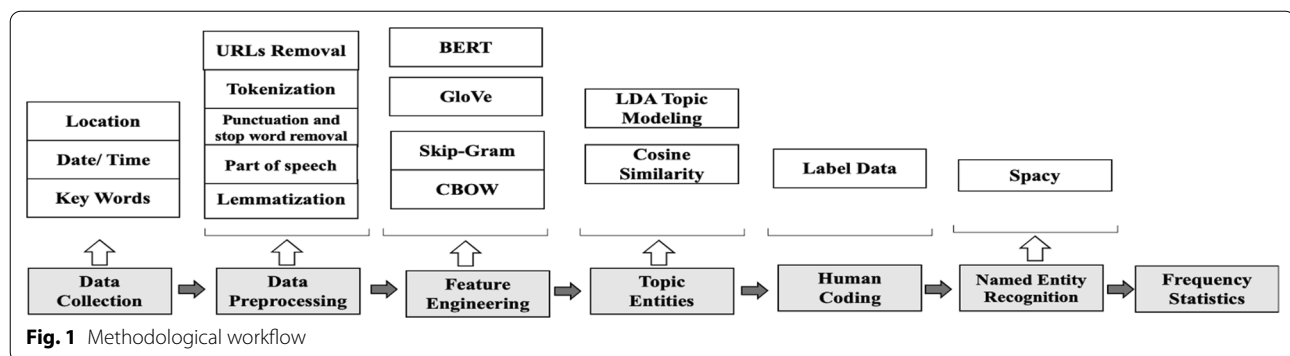 Location
Date/ Time
Key Words
URLs Removal
Tokenization
Punctuation and
stop word removal
Part of speech
Lemmatization
BERT
GloVe
Skip-Gram
CBOW
LDA Topic
Modeling
Cosine
Similarity
Label Data
Spacy
Data
Collection
Data
Preprocessing
Feature
Engineering
Topic
Entities
Human
Coding
Named Entity
Recognition
Frequency
Statistics
Fig. 1 Methodological workflow